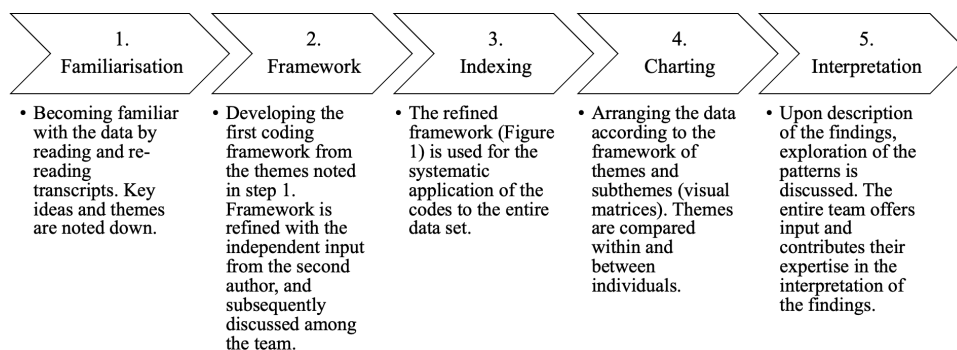 1.
Familiarisation
2.
Framework
3.
Indexing
4.
Charting
5.
Interpretation
• Becoming familiar
with the data by
reading and re-
reading
transcripts. Key
ideas and themes
are noted down.
• Developing the
first coding
framework from
the themes noted
in step 1.
Framework is
refined with the
independent input
from the second
author, and
subsequently
discussed among
the team.
• The refined
framework (Figure
1) is used for the
systematic
application of the
codes to the entire
data set.
• Arranging the data
according to the
framework of
themes and
subthemes (visual
matrices). Themes
are compared
within and
between
individuals.
• Upon description
of the findings,
exploration of the
patterns is
discussed. The
entire team offers
input and
contributes their
expertise in the
interpretation of
the findings.